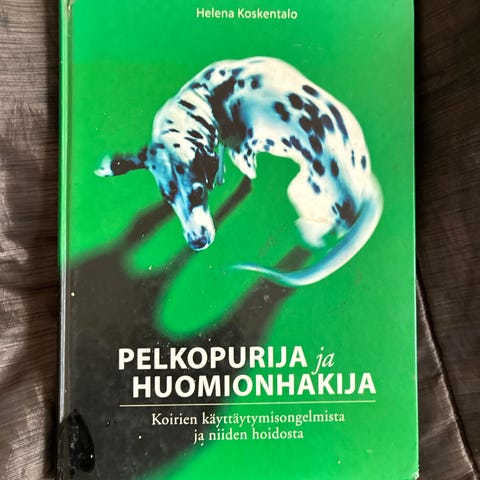 Helena Koskentalo
PELKOPURIJA ja
HUOMIONHAKIJA
Koirien käyttäytymisongelmista
ja niiden hoidosta